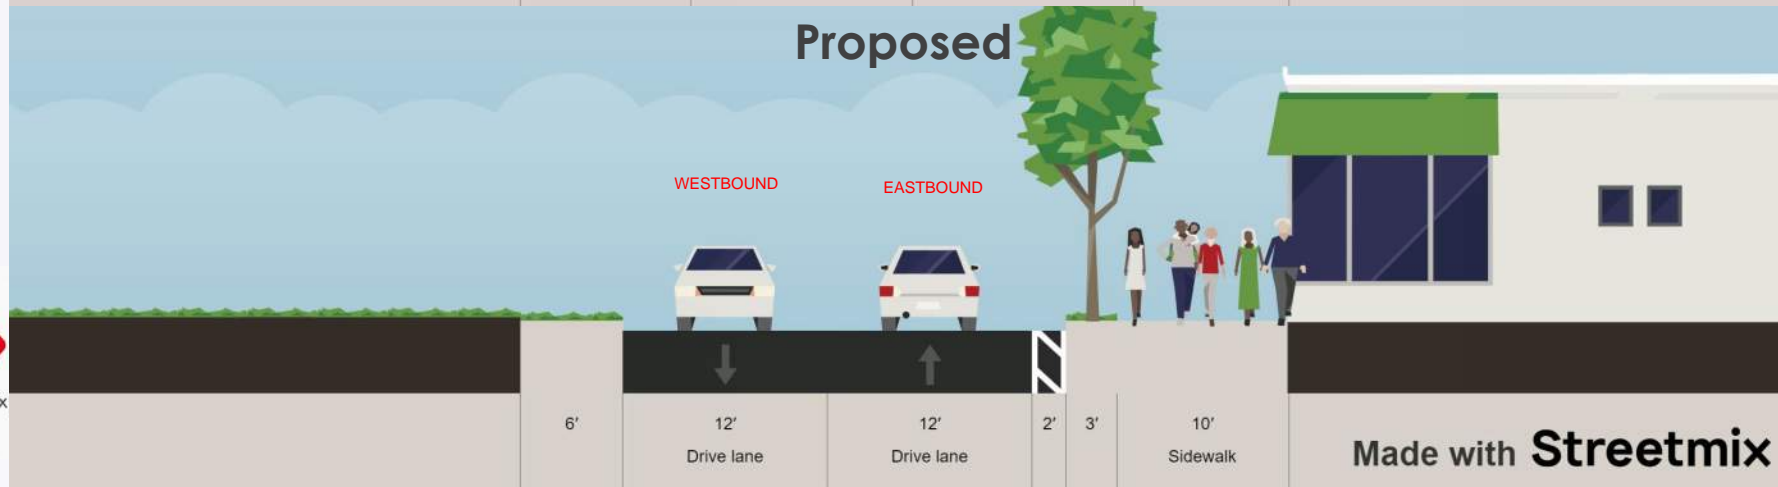 Proposed
WESTBOUND
EASTBOUND
x
6'
12'
12'
2'
3'
10'
Drive lane
Drive lane
Sidewalk
Made with Streetmix